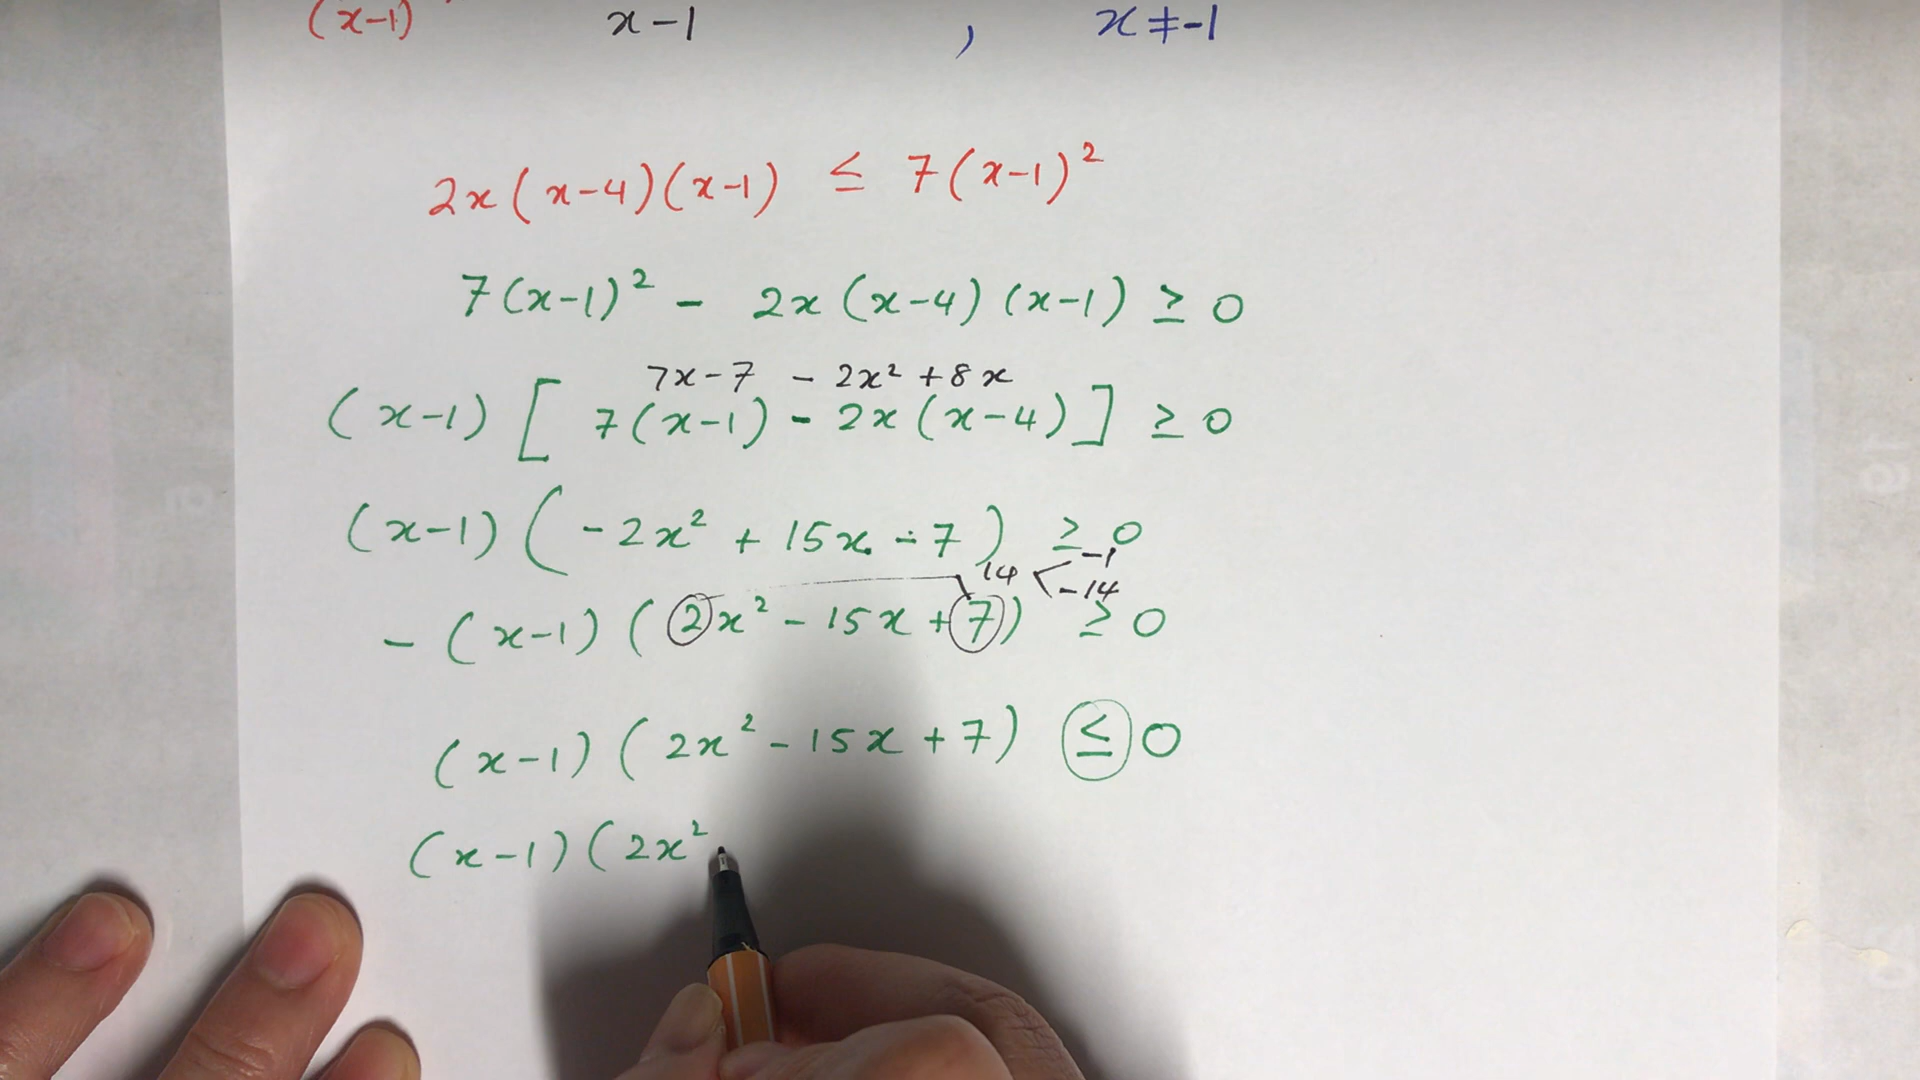 (x-1) x-1 , x≠-1
2x(x-4)(x-1) ≤ 7(x-1)²
7(x-1)² - 2x(x-4)(x-1) ≥ 0
7x-7 - 2x² +8x
(x-1) [ 7(x-1) - 2x(x-4) ] ≥ 0
(x-1) ( -2x² + 15x - 7 ) ≥ 0
14 < -1
-14
- (x-1) ( 2x² - 15x + 7 ) ≥ 0
(x-1) ( 2x² - 15x + 7 ) ≤ 0
(x-1) ( 2x²